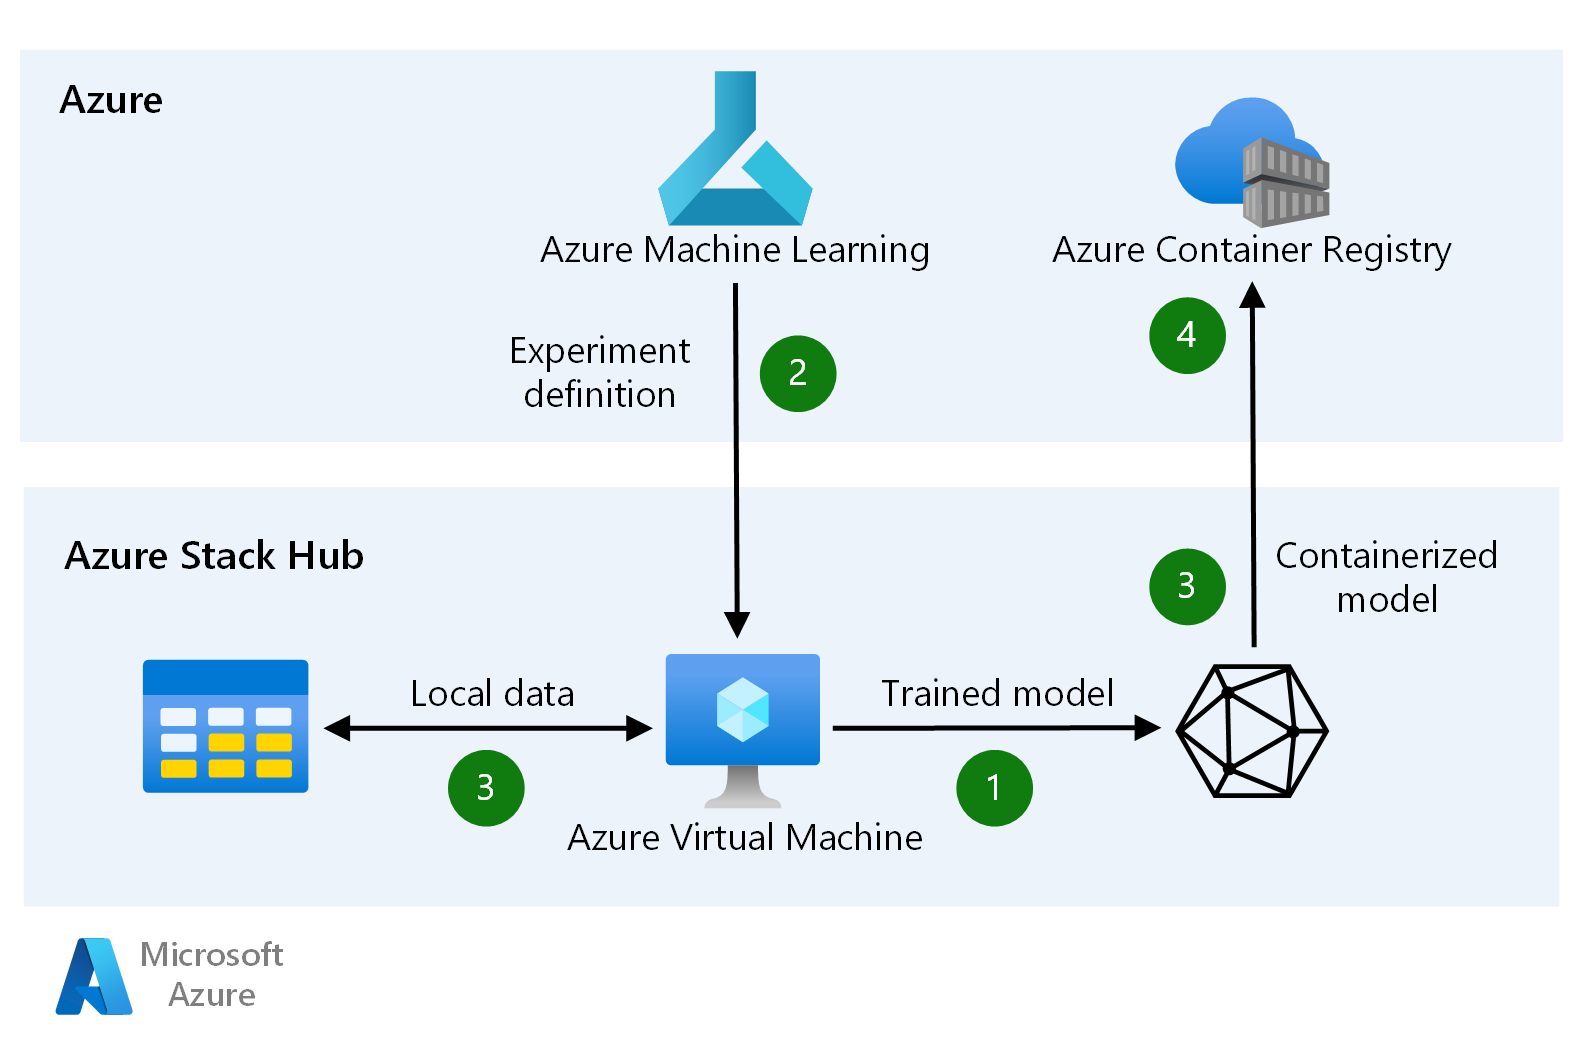 Azure
Azure Machine Learning
Azure Container Registry
Experiment
definition
2
4
Azure Stack Hub
Containerized
model
3
Local data
3
Trained model
1
Azure Virtual Machine
Microsoft
Azure